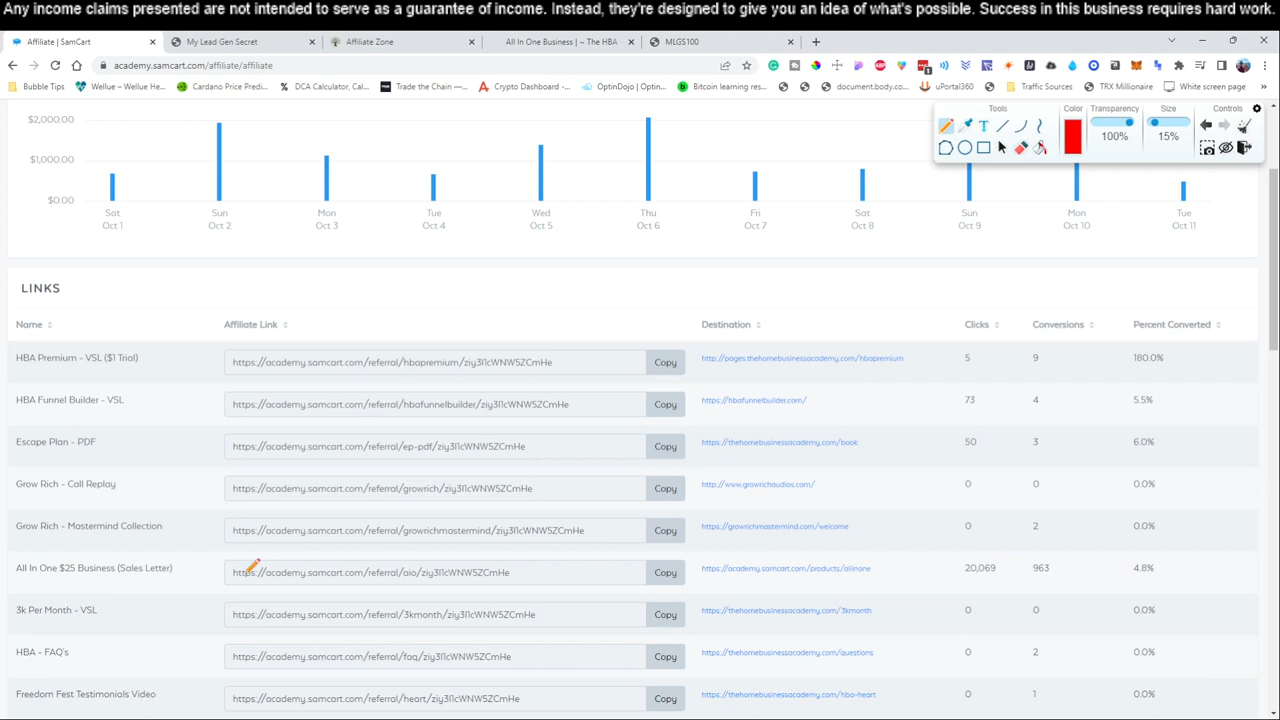 Any income claims presented are not intended to serve as a guarantee of income. Instead, they're designed to give you an idea of what's possible. Success in this business requires hard work.
Affiliate | SamCart
My Lead Gen Secret
Affiliate Zone
All In One Business | ~ The HBA
MLGS100
academy.samcart.com/affiliate/affiliate
Bubble Tips
Wellue – Wellue He...
Cardano Price Predi...
DCA Calculator, Cal...
Trade the Chain —...
Crypto Dashboard -...
OptinDojo | Optin...
Bitcoin learning res...
document.body.co...
uPortal360
Traffic Sources
TRX Millionaire
White screen page
Tools
Color
Transparency
Size
Controls
100%
15%
$2,000.00
$1,000.00
$0.00
Sat Sun Mon Tue Wed Thu Fri Sat Sun Mon Tue
Oct 1 Oct 2 Oct 3 Oct 4 Oct 5 Oct 6 Oct 7 Oct 8 Oct 9 Oct 10 Oct 11
LINKS
Name Affiliate Link Destination Clicks Conversions Percent Converted
HBA Premium - VSL ($1 Trial) https://academy.samcart.com/referral/hbapremium/ziy3l1cWNW5ZCmHe Copy http://pages.thehomebusinessacademy.com/hbapremium 5 9 180.0%
HBA Funnel Builder - VSL https://academy.samcart.com/referral/hbafunnelbuilder/ziy3l1cWNW5ZCmHe Copy https://hbafunnelbuilder.com/ 73 4 5.5%
Escape Plan - PDF https://academy.samcart.com/referral/ep-pdf/ziy3l1cWNW5ZCmHe Copy https://thehomebusinessacademy.com/book 50 3 6.0%
Grow Rich - Call Replay https://academy.samcart.com/referral/growrich/ziy3l1cWNW5ZCmHe Copy http://www.growrichaudios.com/ 0 0 0.0%
Grow Rich - Mastermind Collection https://academy.samcart.com/referral/growrichmastermind/ziy3l1cWNW5ZCmHe Copy https://growrichmastermind.com/welcome 0 2 0.0%
All In One $25 Business (Sales Letter) https://academy.samcart.com/referral/aio/ziy3l1cWNW5ZCmHe Copy https://academy.samcart.com/products/allinone 20,069 963 4.8%
3k Per Month - VSL https://academy.samcart.com/referral/3kmonth/ziy3l1cWNW5ZCmHe Copy https://thehomebusinessacademy.com/3kmonth 0 0 0.0%
HBA - FAQ's https://academy.samcart.com/referral/faq/ziy3l1cWNW5ZCmHe Copy https://thehomebusinessacademy.com/questions 0 2 0.0%
Freedom Fest Testimonials Video https://academy.samcart.com/referral/heart/ziy3l1cWNW5ZCmHe Copy https://thehomebusinessacademy.com/hba-heart 0 1 0.0%